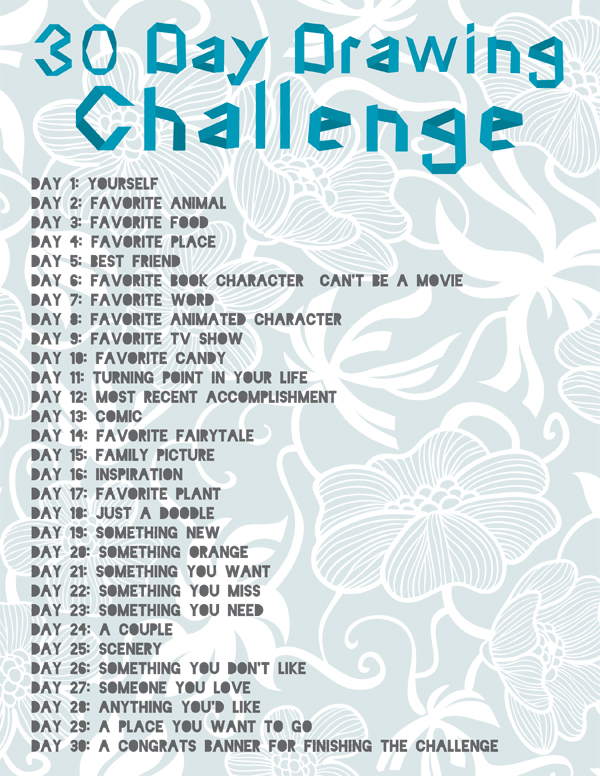 30 Day Drawing
Challenge
DAY 1: YOURSELF
DAY 2: FAVORITE ANIMAL
DAY 3: FAVORITE FOOD
DAY 4: FAVORITE PLACE
DAY 5: BEST FRIEND
DAY 6: FAVORITE BOOK CHARACTER CAN'T BE A MOVIE
DAY 7: FAVORITE WORD
DAY 8: FAVORITE ANIMATED CHARACTER
DAY 9: FAVORITE TV SHOW
DAY 10: FAVORITE CANDY
DAY 11: TURNING POINT IN YOUR LIFE
DAY 12: MOST RECENT ACCOMPLISHMENT
DAY 13: COMIC
DAY 14: FAVORITE FAIRYTALE
DAY 15: FAMILY PICTURE
DAY 16: INSPIRATION
DAY 17: FAVORITE PLANT
DAY 18: JUST A DOODLE
DAY 19: SOMETHING NEW
DAY 20: SOMETHING ORANGE
DAY 21: SOMETHING YOU WANT
DAY 22: SOMETHING YOU MISS
DAY 23: SOMETHING YOU NEED
DAY 24: A COUPLE
DAY 25: SCENERY
DAY 26: SOMETHING YOU DON'T LIKE
DAY 27: SOMEONE YOU LOVE
DAY 28: ANYTHING YOU'D LIKE
DAY 29: A PLACE YOU WANT TO GO
DAY 30: A CONGRATS BANNER FOR FINISHING THE CHALLENGE